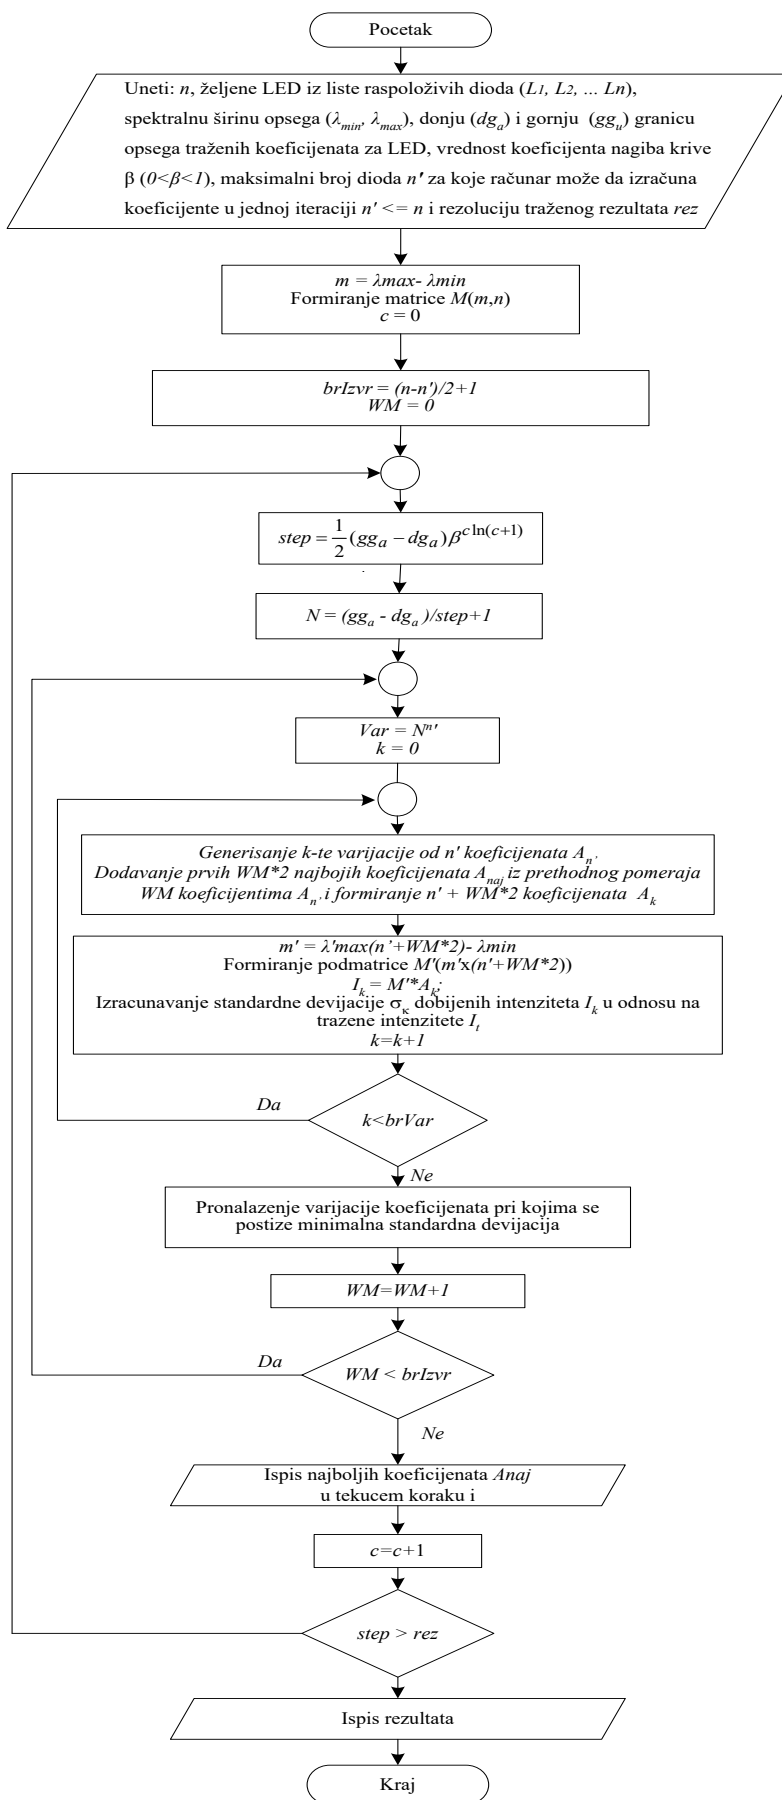 Pocetak
Uneti: n, željene LED iz liste raspoloživih dioda (L1, L2, ... Ln),
spektralnu širinu opsega (λmin, λmax), donju (dga) i gornju (ggu) granicu
opsega traženih koeficijenata za LED, vrednost koeficijenta nagiba krive
β (0<β<1), maksimalni broj dioda n' za koje računar može da izračuna
koeficijente u jednoj iteraciji n' <= n i rezoluciju traženog rezultata rez
m = λmax- λmin
Formiranje matrice M(m,n)
c = 0
brIzvr = (n-n')/2+1
WM = 0
step = 1/2 (gga − dga) β^c ln(c+1)
N = (gga - dga )/step+1
Var = N^n'
k = 0
Generisanje k-te varijacije od n' koeficijenata An'
Dodavanje prvih WM*2 najbojih koeficijenata Anaj iz prethodnog pomeraja
WM koeficijentima An' i formiranje n' + WM*2 koeficijenata Ak
m' = λ'max(n'+WM*2)- λmin
Formiranje podmatrice M'(m'x(n'+WM*2))
Ik = M'*Ak;
Izracunavanje standardne devijacije σκ dobijenih intenziteta Ik u odnosu na
trazene intenzitete It
k=k+1
Da
k<brVar
Ne
Pronalazenje varijacije koeficijenata pri kojima se
postize minimalna standardna devijacija
WM=WM+1
Da
WM < brIzvr
Ne
Ispis najboljih koeficijenata Anaj
u tekucem koraku i
c=c+1
step > rez
Ispis rezultata
Kraj